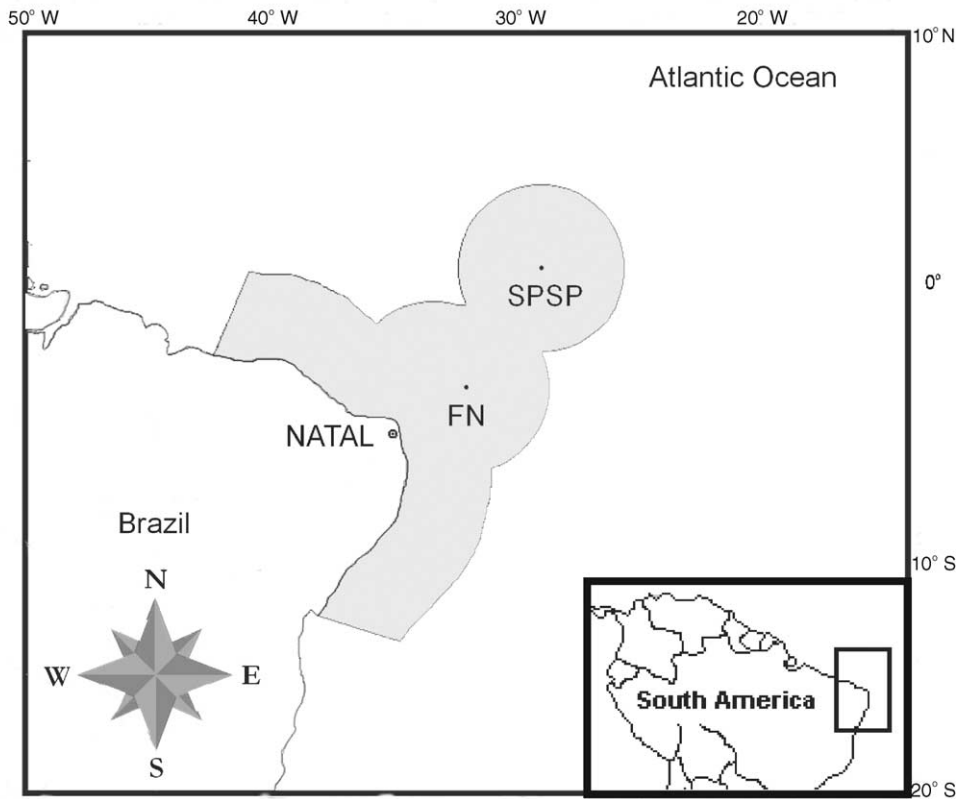 50° W 40° W 30° W 20° W
10° N
Atlantic Ocean
SPSP
0°
FN
NATAL
Brazil
10° S
N
W E
S
South America
20° S